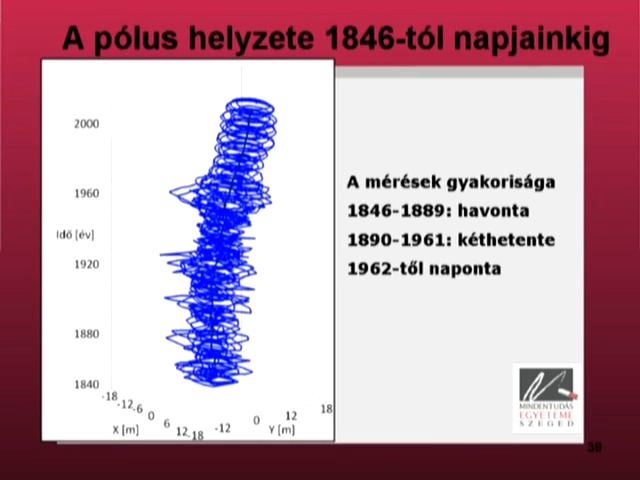 A pólus helyzete 1846-tól napjainkig
2000
1960
Idő [év]
1920
1880
1840
-18
-12
-6
0
6
12
X [m]
-18
-12
0
12
18
Y [m]
A mérések gyakorisága
1846-1889: havonta
1890-1961: kéthetente
1962-től naponta
MINDENTUDÁS
EGYETEME
SZEGED
39